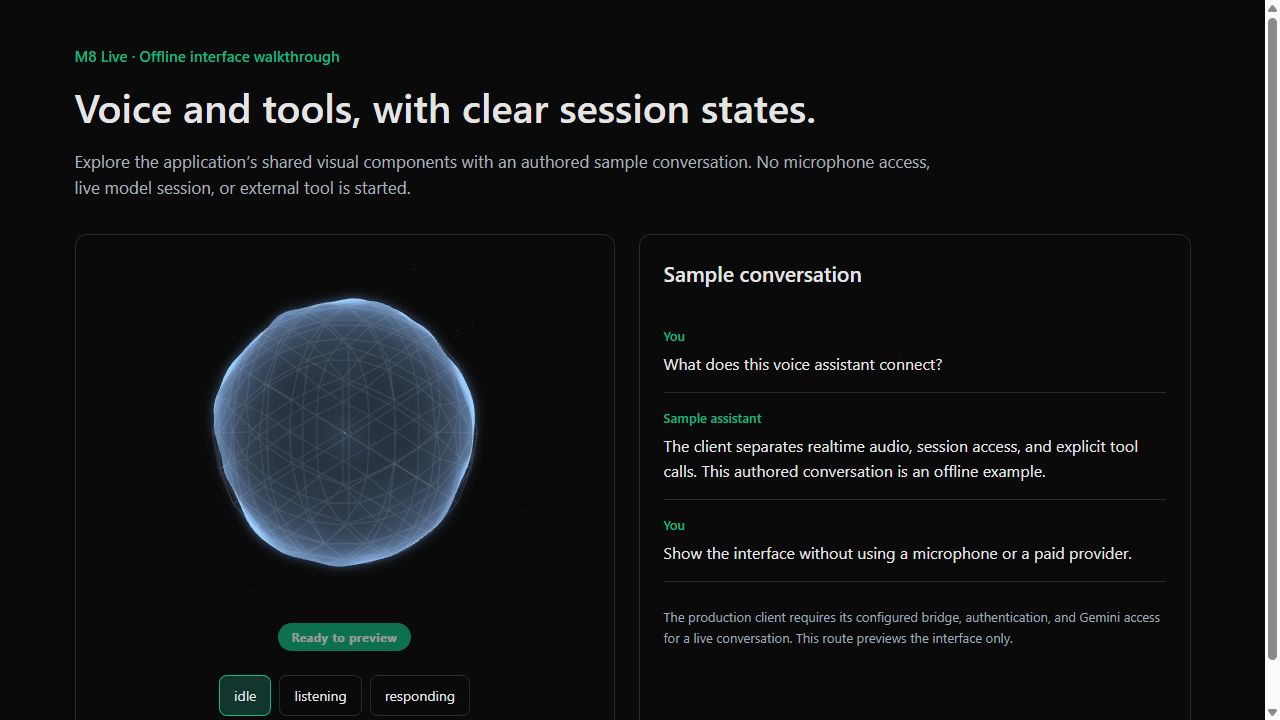 M8 Live · Offline interface walkthrough
Voice and tools, with clear session states.
Explore the application’s shared visual components with an authored sample conversation. No microphone access,
live model session, or external tool is started.
Ready to preview
idle
listening
responding
Sample conversation
You
What does this voice assistant connect?
Sample assistant
The client separates realtime audio, session access, and explicit tool
calls. This authored conversation is an offline example.
You
Show the interface without using a microphone or a paid provider.
The production client requires its configured bridge, authentication, and Gemini access
for a live conversation. This route previews the interface only.